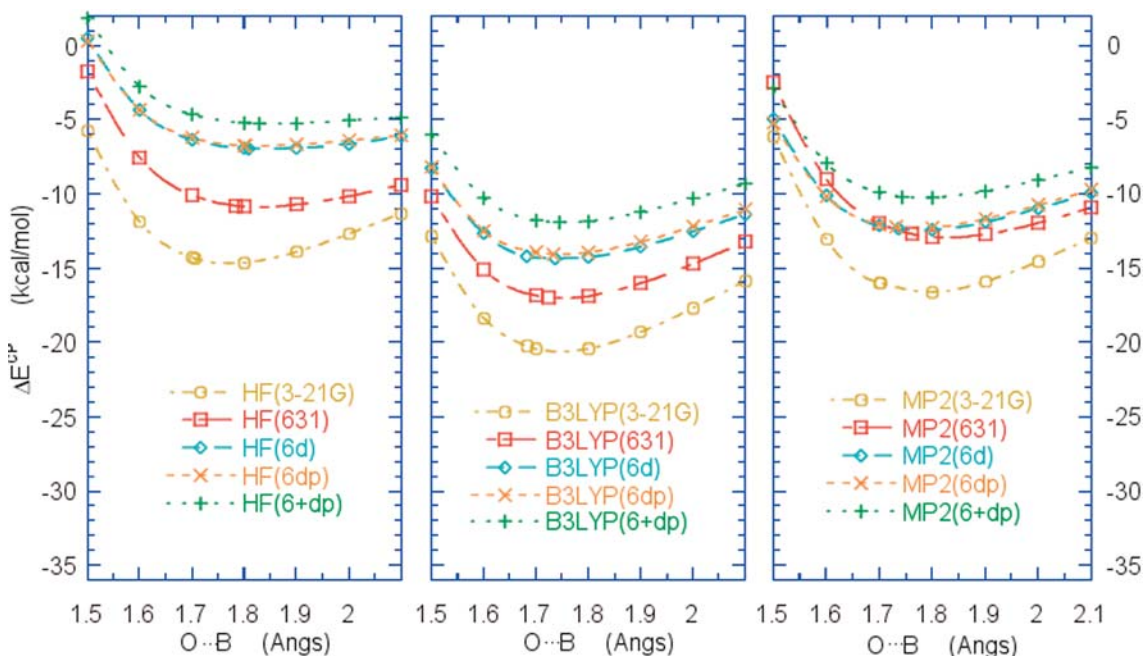 0
-5
-10
-15
-20
-25
-30
-35
ΔE^CP (kcal/mol)
HF(3-21G)
HF(631)
HF(6d)
HF(6dp)
HF(6+dp)
1.5 1.6 1.7 1.8 1.9 2
O···B (Angs)
B3LYP(3-21G)
B3LYP(631)
B3LYP(6d)
B3LYP(6dp)
B3LYP(6+dp)
1.5 1.6 1.7 1.8 1.9 2
O···B (Angs)
MP2(3-21G)
MP2(631)
MP2(6d)
MP2(6dp)
MP2(6+dp)
1.5 1.6 1.7 1.8 1.9 2 2.1
O···B (Angs)
0
-5
-10
-15
-20
-25
-30
-35